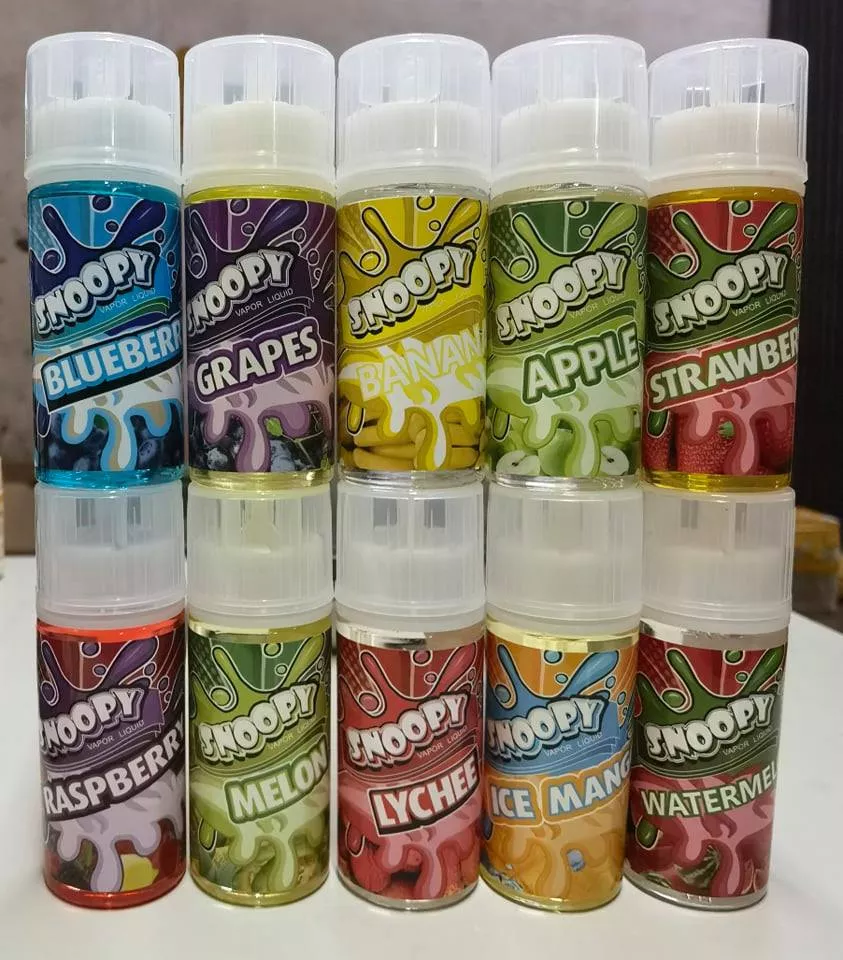 SNOOPY
VAPOR LIQUID
BLUEBERR
SNOOPY
VAPOR LIQUID
GRAPES
SNOOPY
BANAN
SNOOPY
VAPOR LIQUID
APPLE
SNOOPY
VAPOR LIQUID
STRAWBER
SNOOPY
VAPOR LIQUID
RASPBERRY
SNOOPY
VAPOR LIQUID
MELON
SNOOPY
VAPOR LIQUID
LYCHEE
SNOOPY
VAPOR LIQUID
ICE MANG
SNOOPY
VAPOR LIQUID
WATERMEL